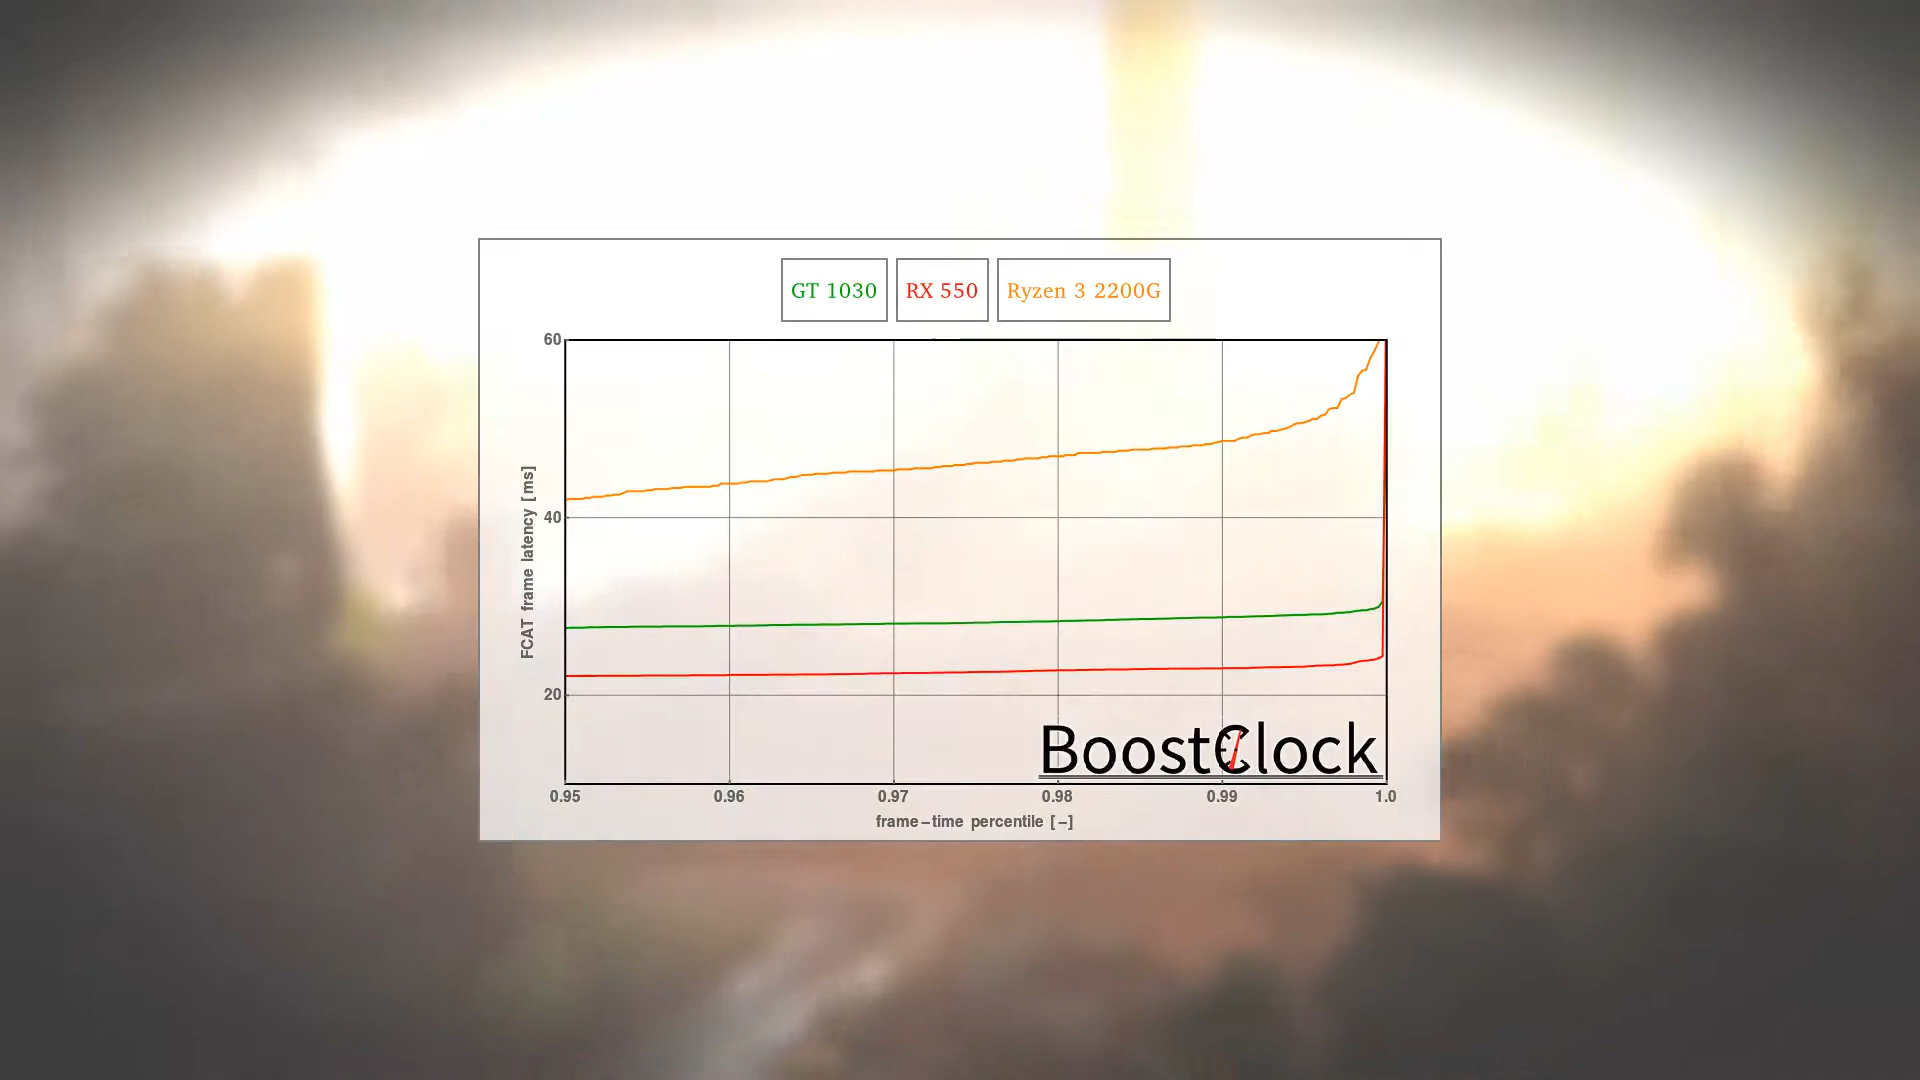 GT 1030 RX 550 Ryzen 3 2200G
60
40
20
FCAT frame latency [ms]
BoostClock
0.95 0.96 0.97 0.98 0.99 1.0
frame-time percentile [-]